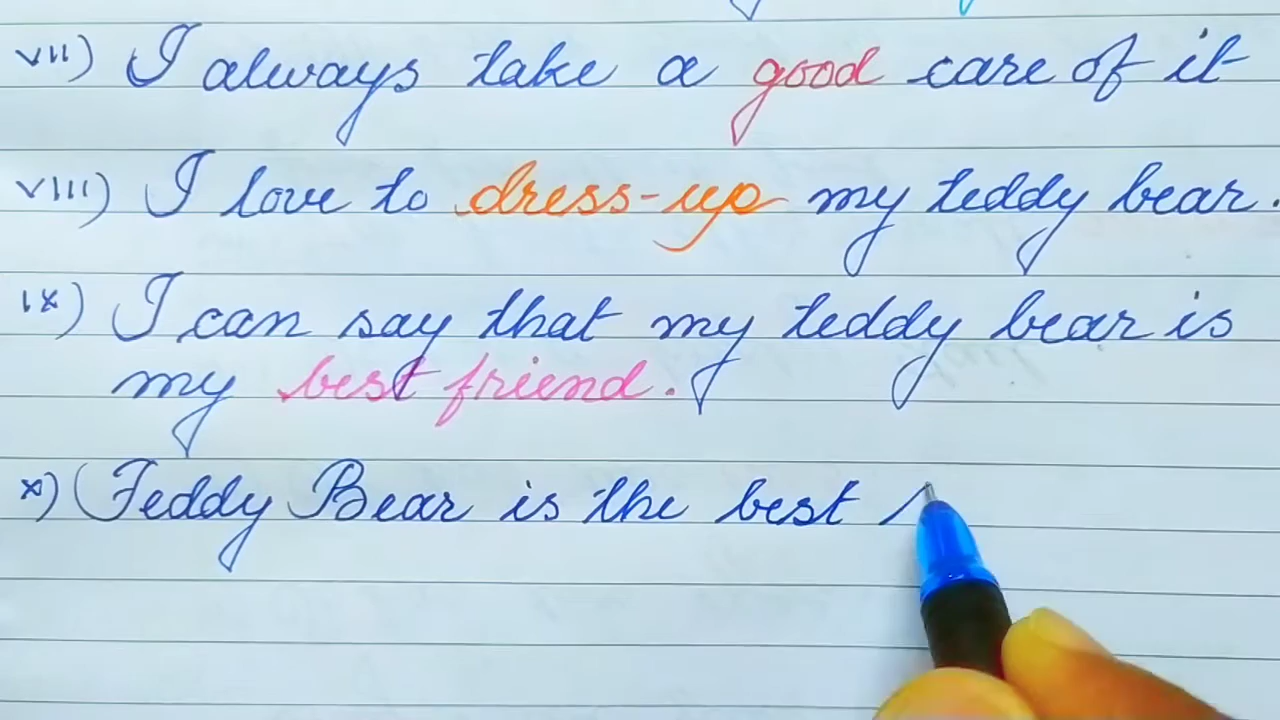 vii) I always take a good care of it
viii) I love to dress-up my teddy bear.
ix) I can say that my teddy bear is
my best friend.
x) Teddy Bear is the best